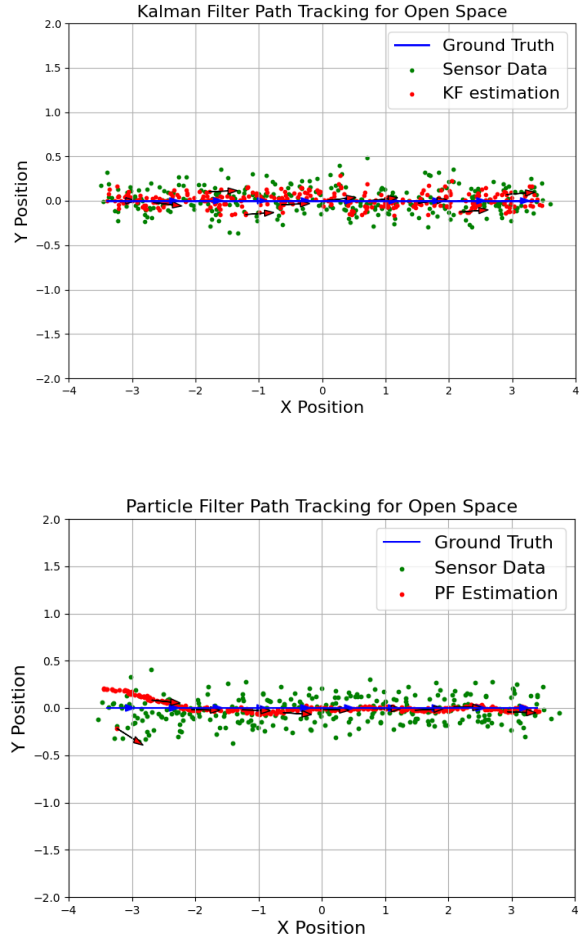 Kalman Filter Path Tracking for Open Space
2.0
Ground Truth
Sensor Data
KF estimation
1.5
1.0
0.5
0.0
−0.5
−1.0
−1.5
−2.0
Y Position
−4 −3 −2 −1 0 1 2 3 4
X Position
Particle Filter Path Tracking for Open Space
2.0
Ground Truth
Sensor Data
PF Estimation
1.5
1.0
0.5
0.0
−0.5
−1.0
−1.5
−2.0
Y Position
−4 −3 −2 −1 0 1 2 3 4
X Position